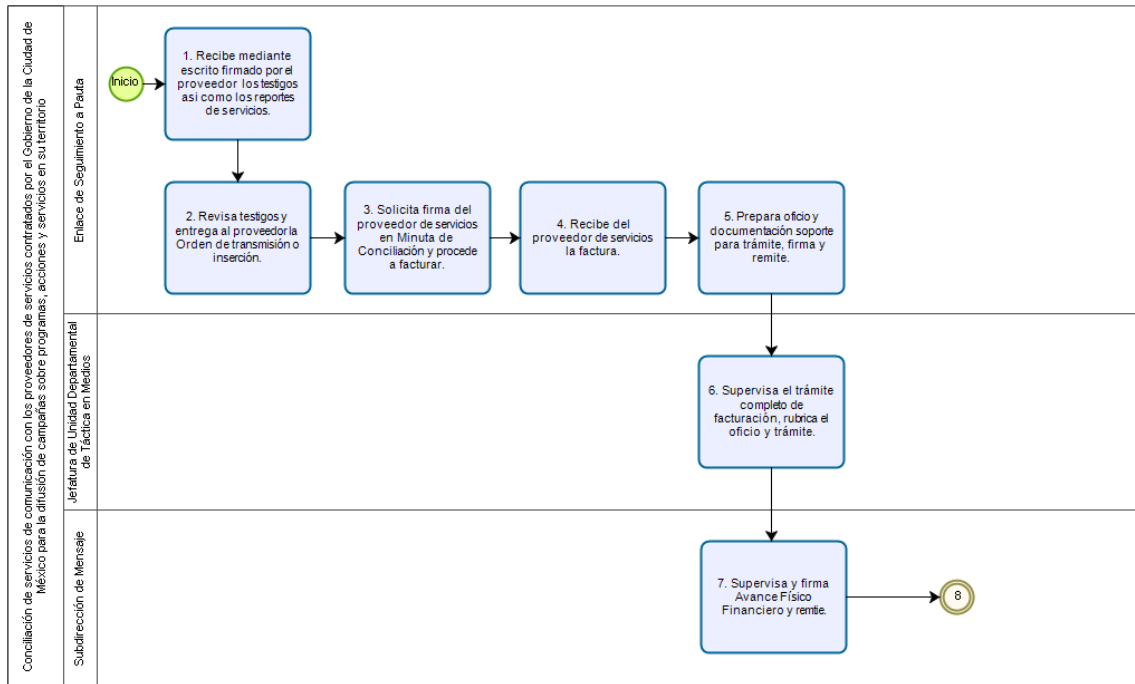 Conciliación de servicios de comunicación con los proveedores de servicios contratados por el Gobierno de la Ciudad de
México para la difusión de campañas sobre programas, acciones y servicios en su territorio
Enlace de Seguimiento a Pauta
Inicio
1. Recibe mediante
escrito firmado por el
proveedor los testigos
asi como los reportes
de servicios.
2. Revisa testigos y
entrega al proveedor la
Orden de transmisión o
inserción.
3. Solicita firma del
proveedor de servicios
en Minuta de
Conciliación y procede
a facturar.
4. Recibe del
proveedor de servicios
la factura.
5. Prepara oficio y
documentación soporte
para trámite, firma y
remite.
Jefatura de Unidad Departamental
de Táctica en Medios
6. Supervisa el trámite
completo de
facturación, rubrica el
oficio y trámite.
Subdirección de Mensaje
7. Supervisa y firma
Avance Físico
Financiero y remtie.
8